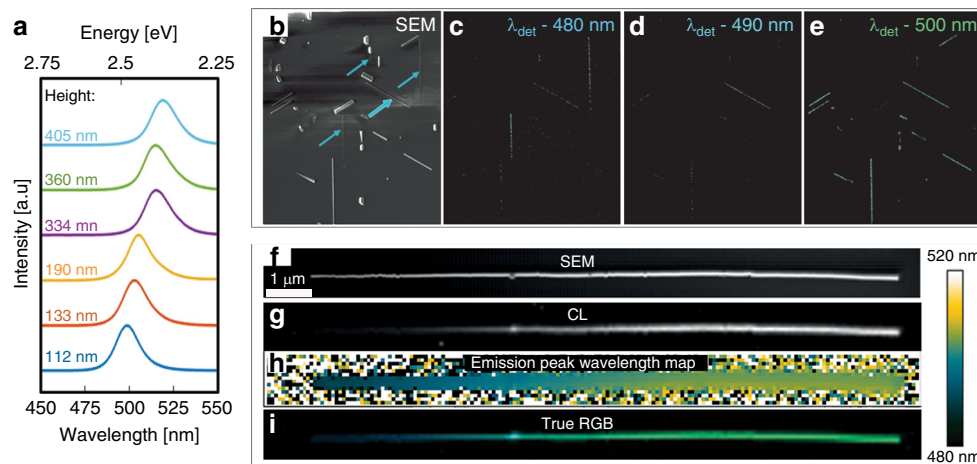 a
Energy [eV]
2.75 2.5 2.25
Height:
405 nm
360 nm
334 mn
190 nm
133 nm
112 nm
Intensity [a.u]
450 475 500 525 550
Wavelength [nm]
b SEM
c λdet - 480 nm
d λdet - 490 nm
e λdet - 500 nm
f SEM
1 μm
g CL
h Emission peak wavelength map
i True RGB
520 nm
480 nm